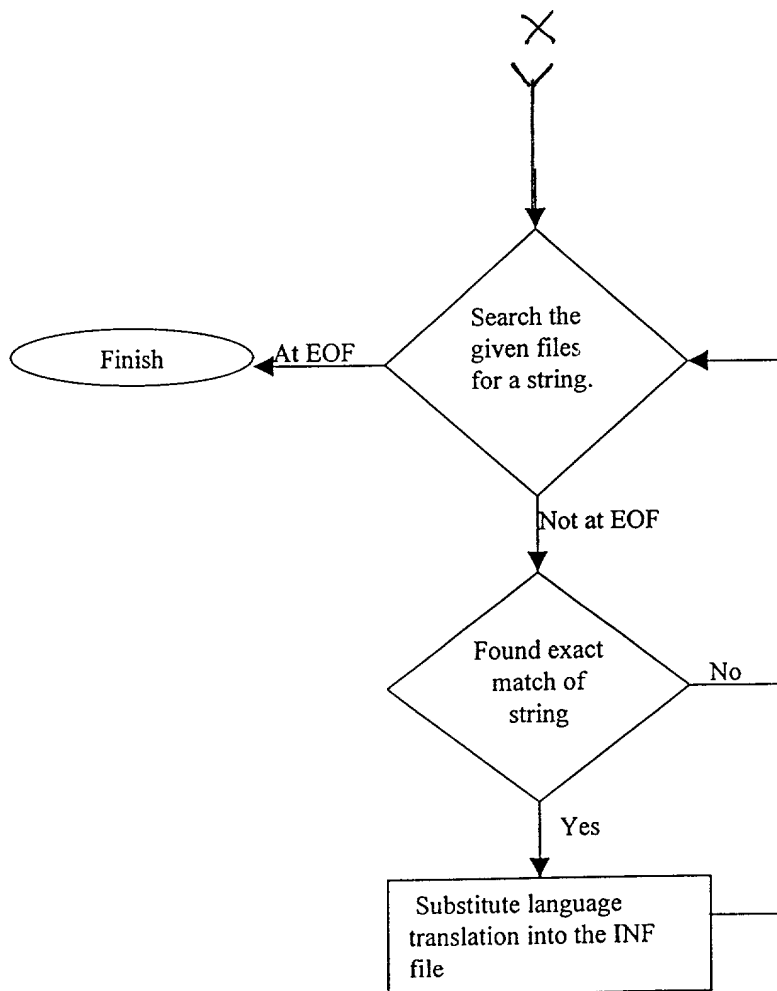 X
Search the
given files
for a string.
Finish
At EOF
Not at EOF
Found exact
match of
string
No
Yes
Substitute language
translation into the INF
file